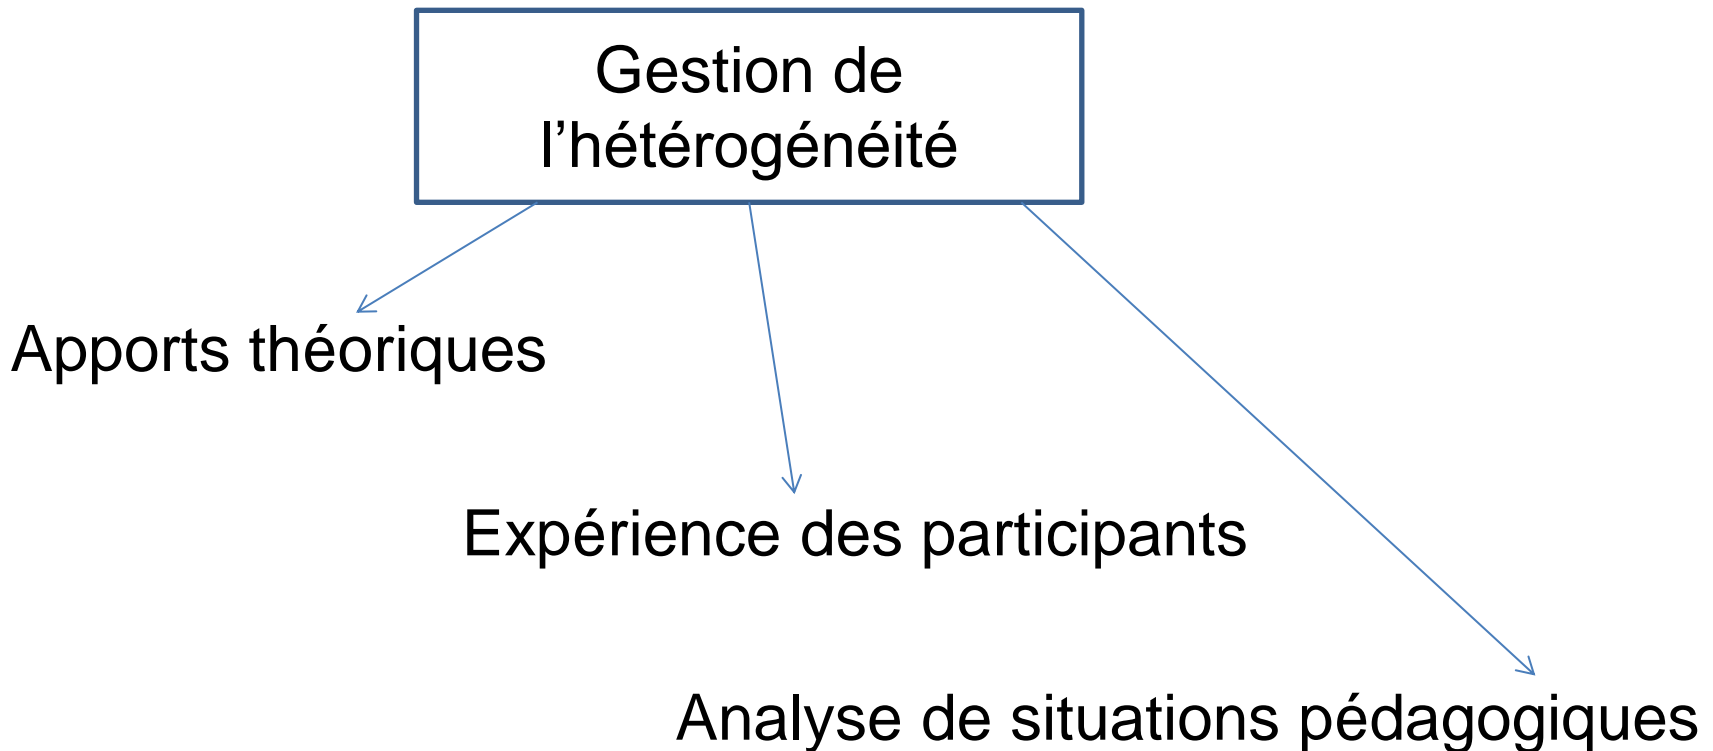 Gestion de
l’hétérogénéité
Apports théoriques
Expérience des participants
Analyse de situations pédagogiques